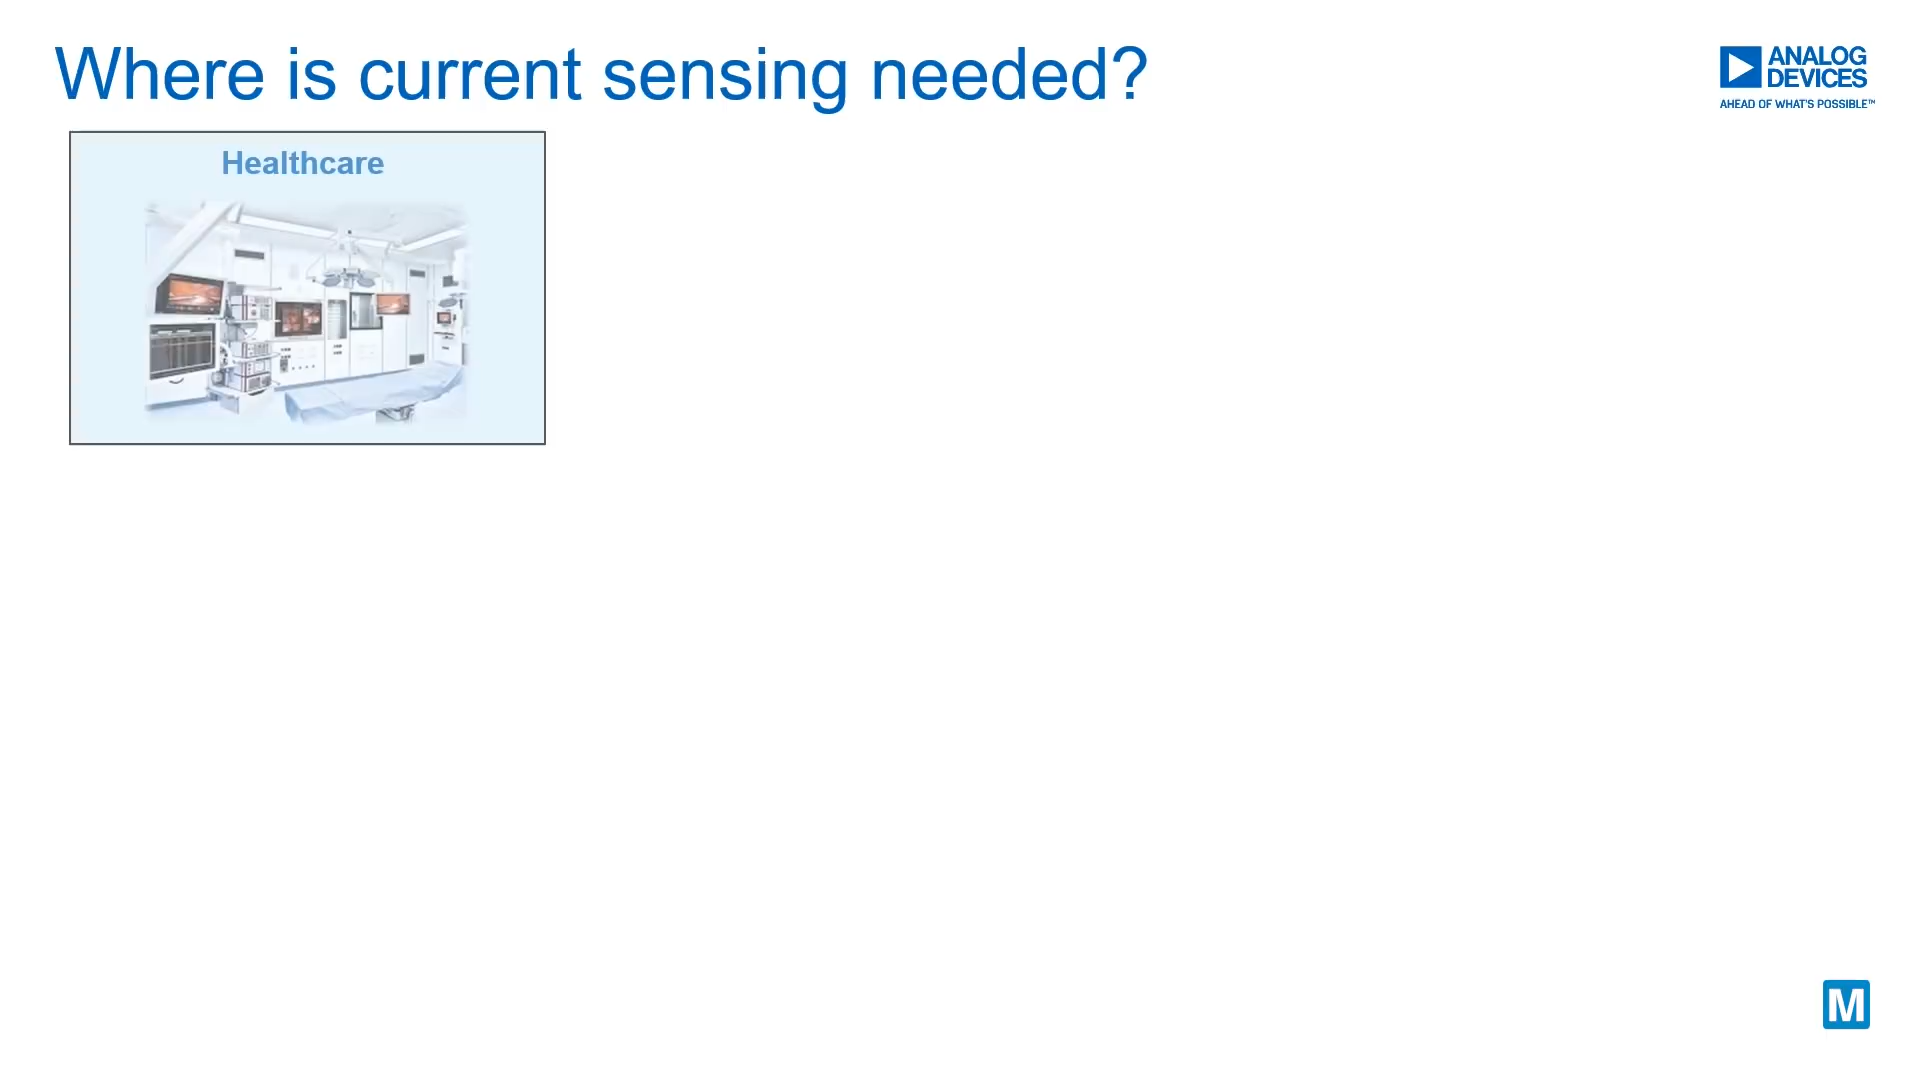 Where is current sensing needed?
ANALOG
DEVICES
AHEAD OF WHAT'S POSSIBLE™
Healthcare
M